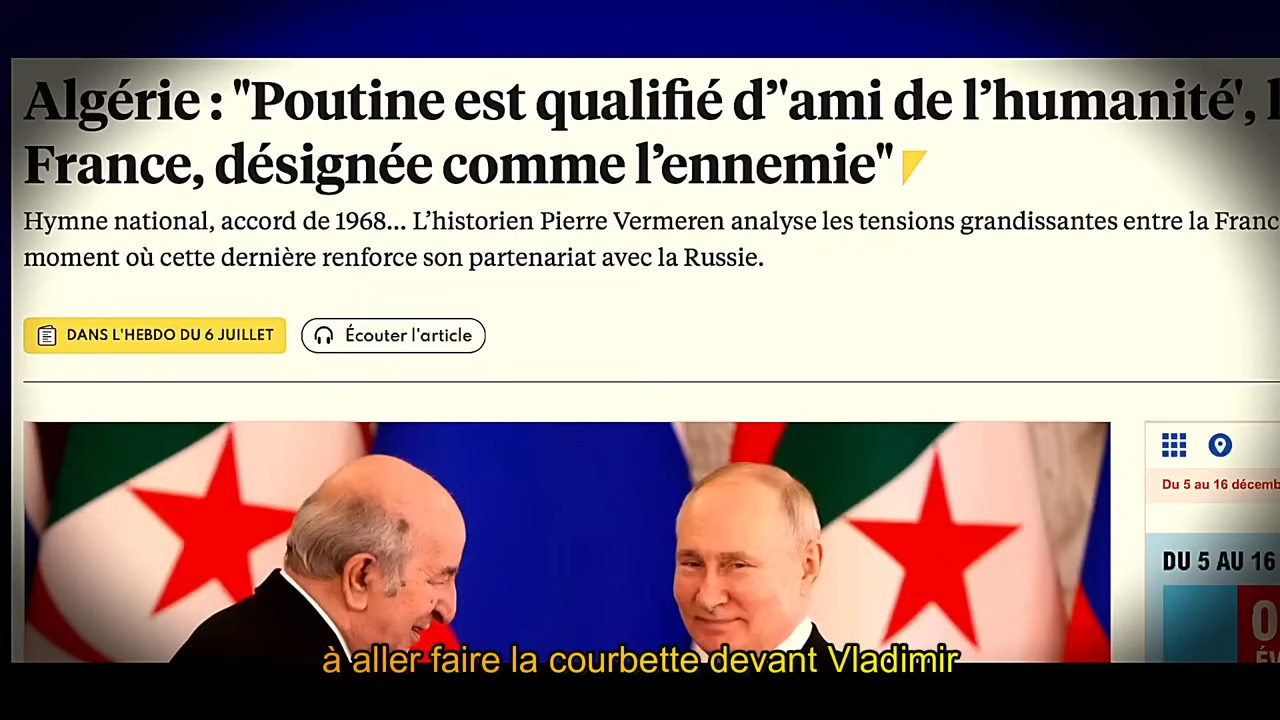 Algérie : "Poutine est qualifié d’'ami de l’humanité',
France, désignée comme l’ennemie"
Hymne national, accord de 1968... L’historien Pierre Vermeren analyse les tensions grandissantes entre la
moment où cette dernière renforce son partenariat avec la Russie.
DANS L'HEBDO DU 6 JUILLET
Écouter l'article
Du 5 au 16
DU 5 AU 16
à aller faire la courbette devant Vladimir